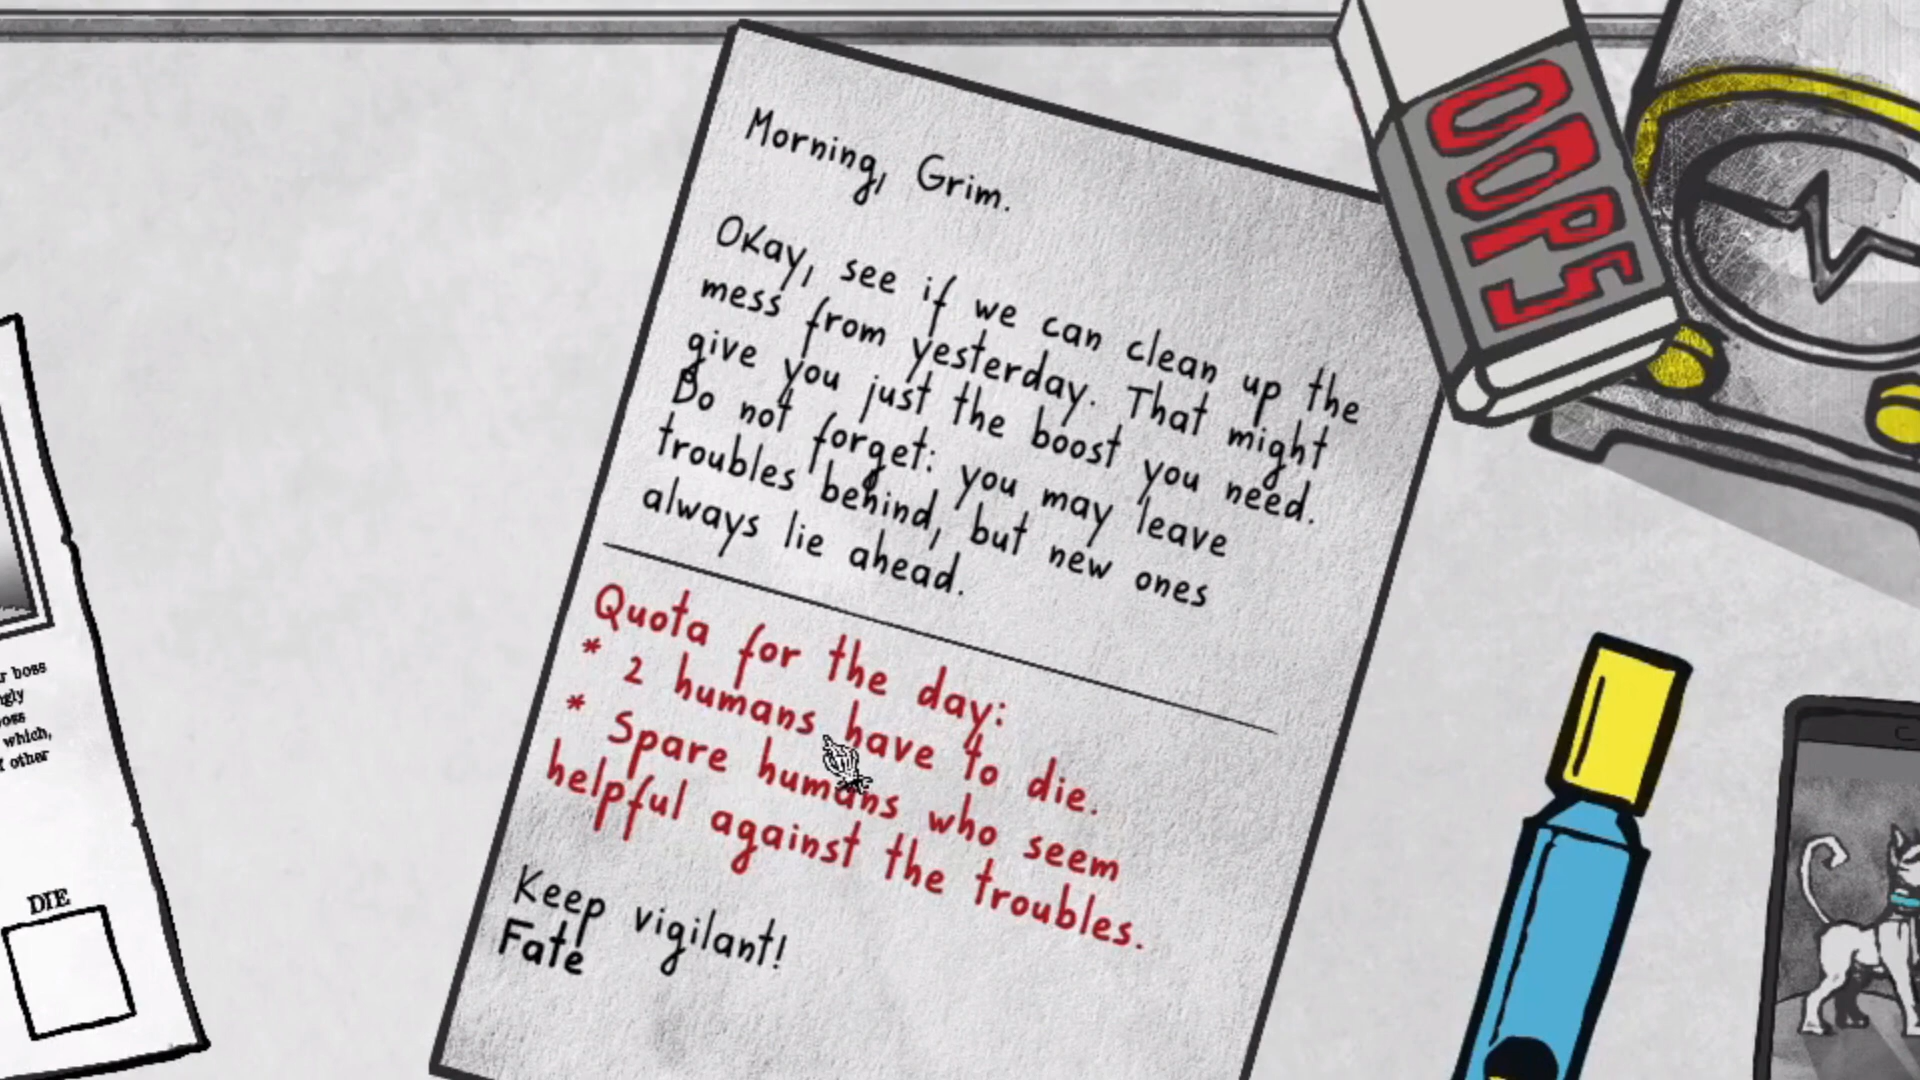 Morning, Grim.
Okay, see if we can clean up the
mess from yesterday. That might
give you just the boost you need.
Do not forget: you may leave
troubles behind, but new ones
always lie ahead.
Quota for the day:
* 2 humans have to die.
* Spare humans who seem
helpful against the troubles.
Keep vigilant!
Fate
OOPS
boss
which,
other
DIE